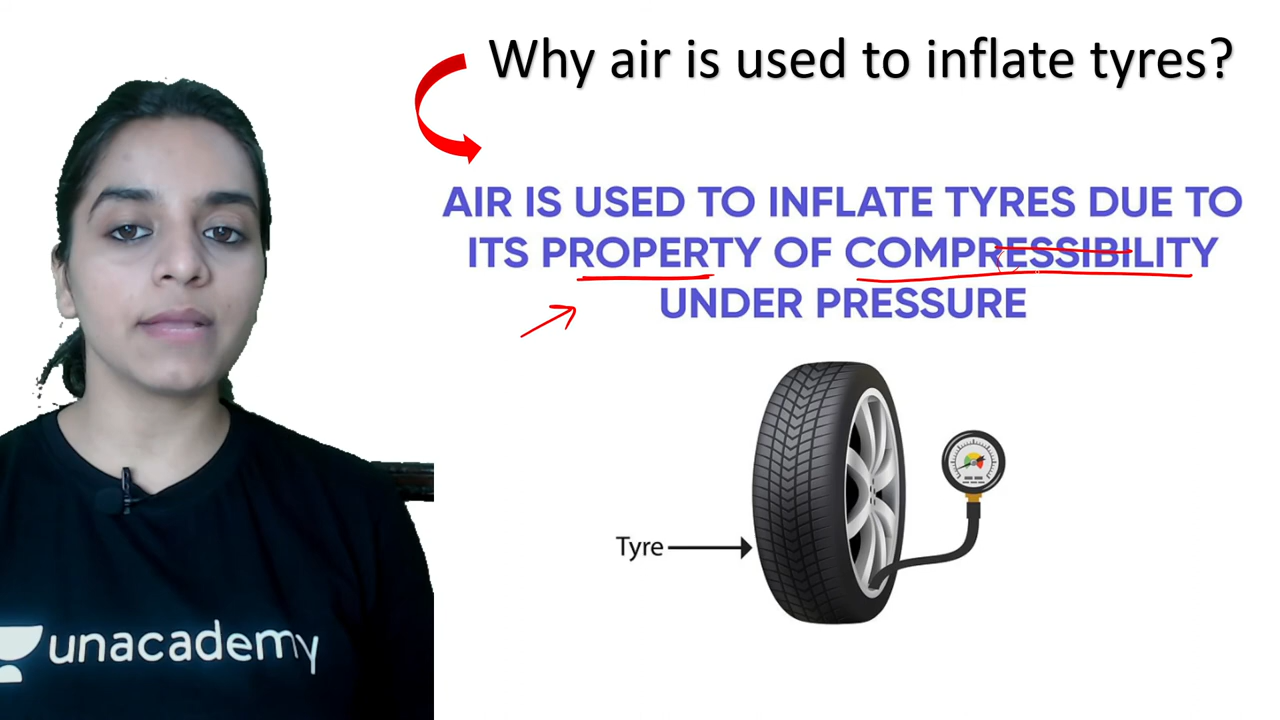 Why air is used to inflate tyres?
AIR IS USED TO INFLATE TYRES DUE TO
ITS PROPERTY OF COMPRESSIBILITY
UNDER PRESSURE
Tyre
unacademy